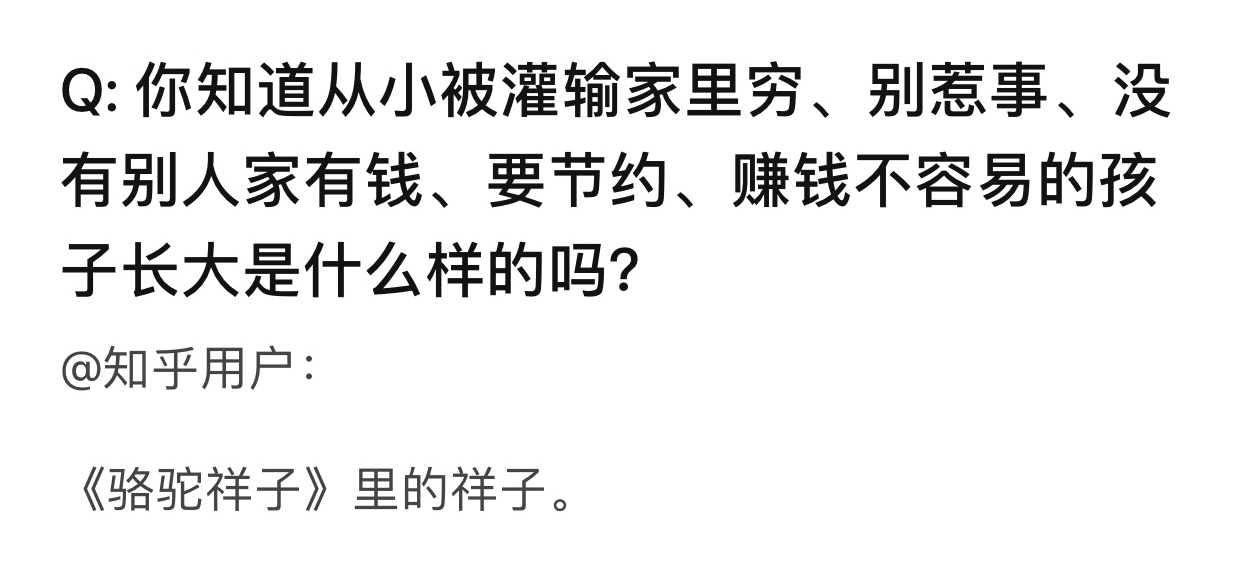 Q: 你知道从小被灌输家里穷、别惹事、没
有别人家有钱、要节约、赚钱不容易的孩
子长大是什么样的吗?
@知乎用户:
《骆驼祥子》里的祥子。